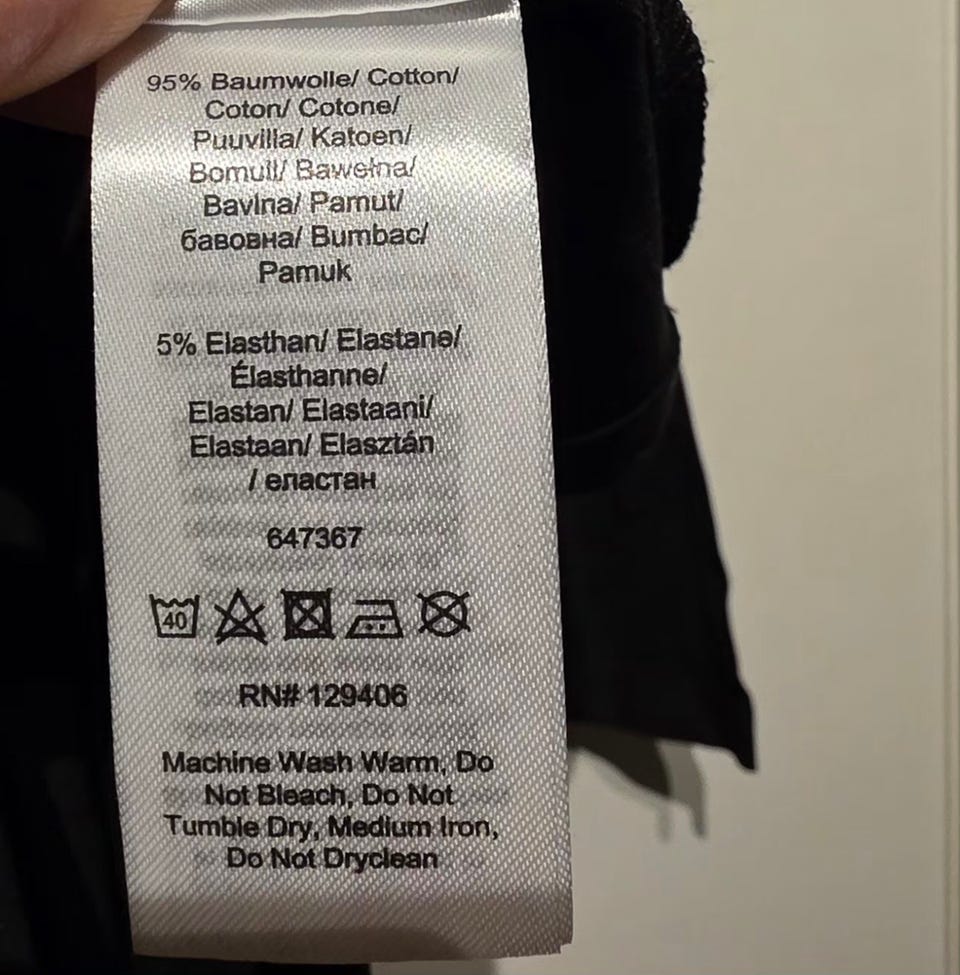 95% Baumwolle/ Cotton/
Coton/ Cotone/
Puuvilla/ Katoen/
Bomull/ Bawełna/
Bavlna/ Pamut/
бавовна/ Bumbac/
Pamuk
5% Elasthan/ Elastane/
Élasthanne/
Elastan/ Elastaani/
Elastaan/ Elasztán
/ еластан
647367
40
RN# 129406
Machine Wash Warm, Do
Not Bleach, Do Not
Tumble Dry, Medium Iron,
Do Not Dryclean